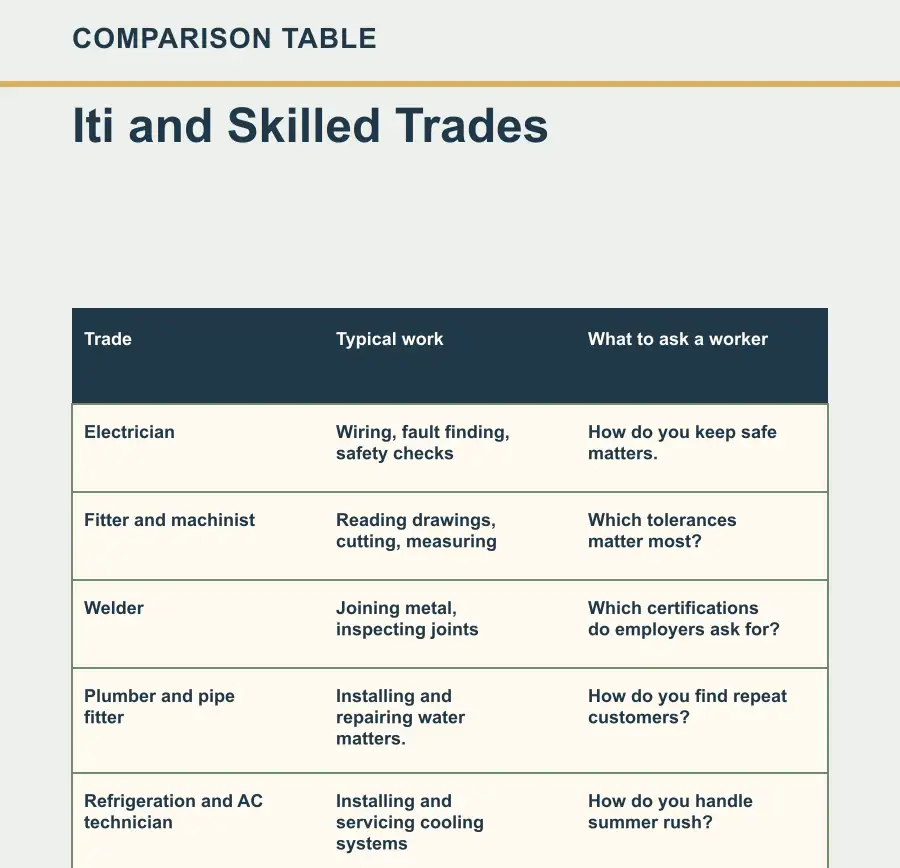 COMPARISON TABLE
Iti and Skilled Trades
Trade
Typical work
What to ask a worker
Electrician
Wiring, fault finding,
safety checks
How do you keep safe
matters.
Fitter and machinist
Reading drawings,
cutting, measuring
Which tolerances
matter most?
Welder
Joining metal,
inspecting joints
Which certifications
do employers ask for?
Plumber and pipe
fitter
Installing and
repairing water
matters.
How do you find repeat
customers?
Refrigeration and AC
technician
Installing and
servicing cooling
systems
How do you handle
summer rush?